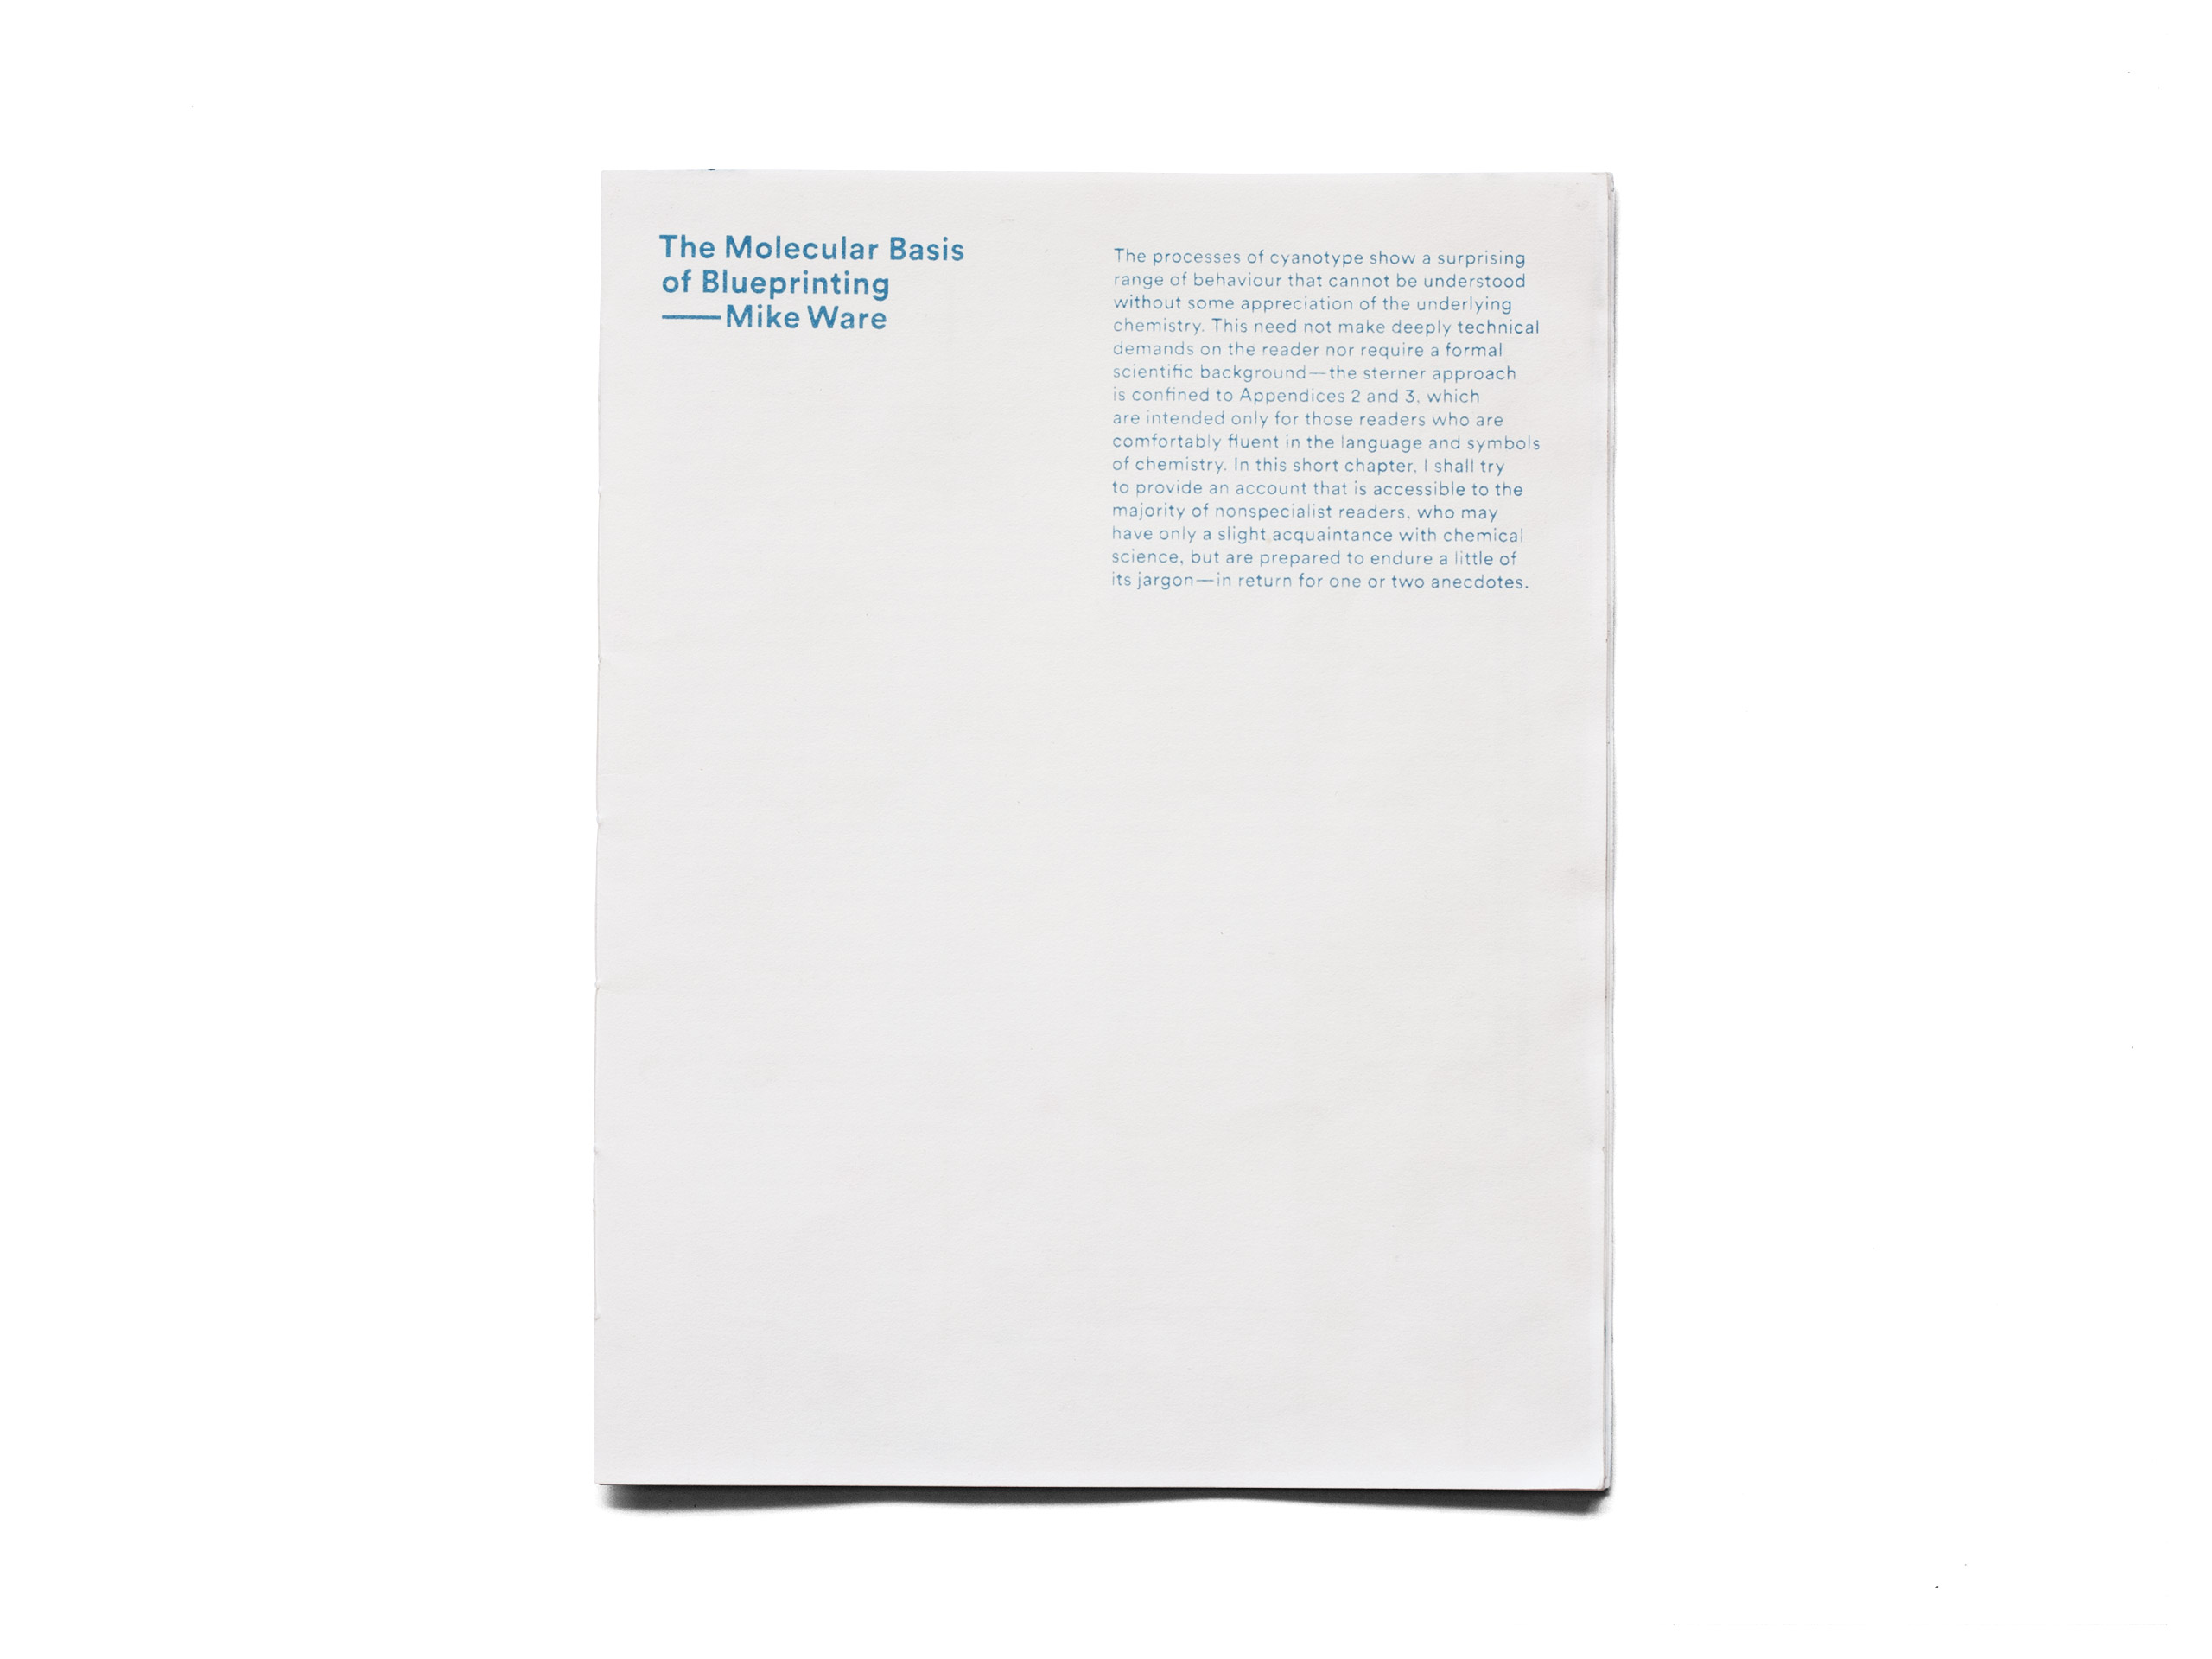 The Molecular Basis
of Blueprinting
——Mike Ware
The processes of cyanotype show a surprising
range of behaviour that cannot be understood
without some appreciation of the underlying
chemistry. This need not make deeply technical
demands on the reader nor require a formal
scientific background—the sterner approach
is confined to Appendices 2 and 3, which
are intended only for those readers who are
comfortably fluent in the language and symbols
of chemistry. In this short chapter, I shall try
to provide an account that is accessible to the
majority of nonspecialist readers, who may
have only a slight acquaintance with chemical
science, but are prepared to endure a little of
its jargon—in return for one or two anecdotes.